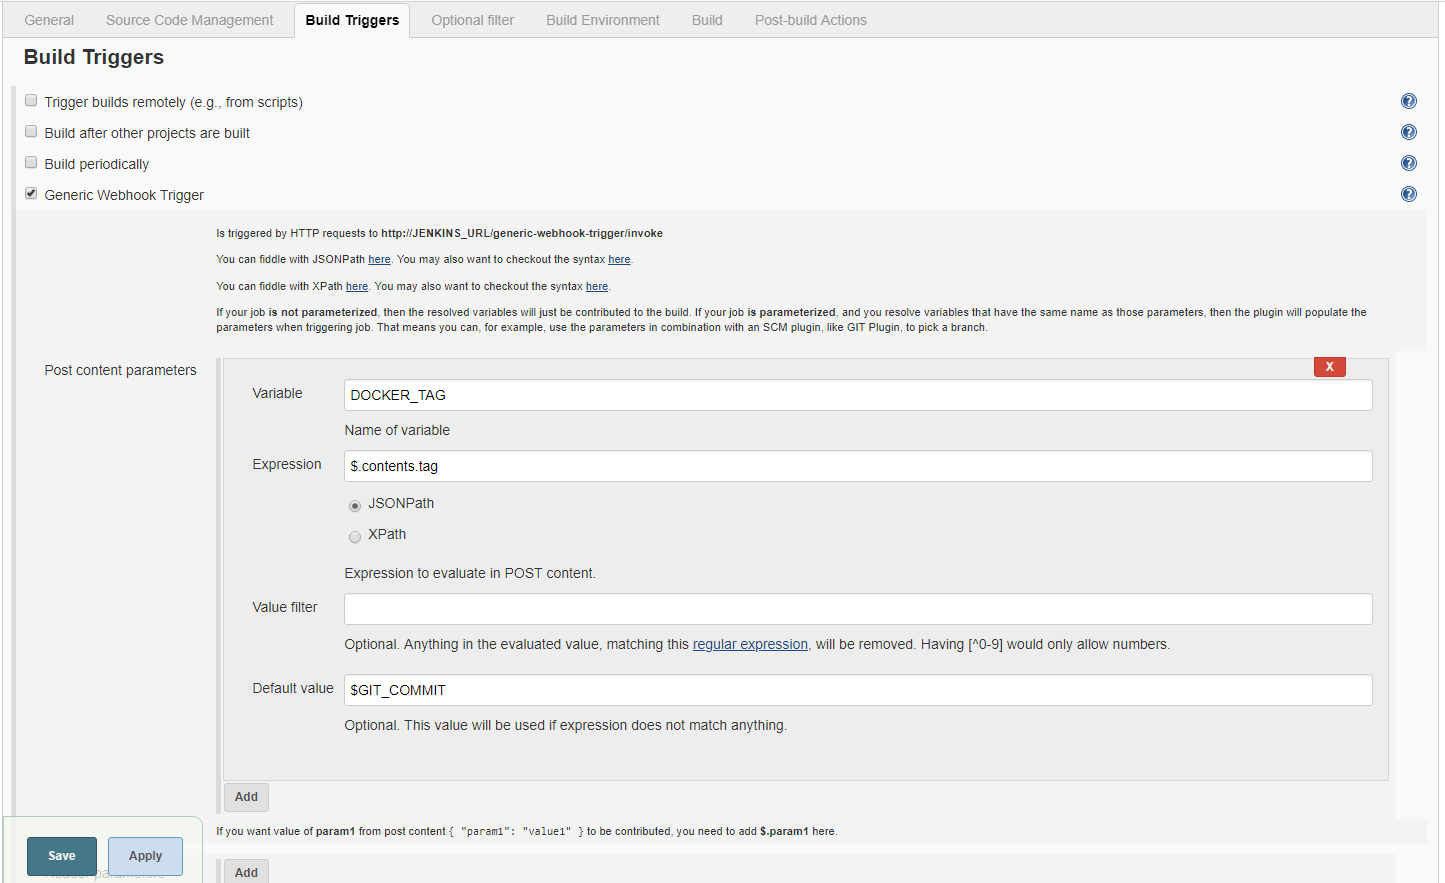 General Source Code Management Build Triggers Optional filter Build Environment Build Post-build Actions
Build Triggers
Trigger builds remotely (e.g., from scripts) ?
Build after other projects are built ?
Build periodically ?
Generic Webhook Trigger ?
Is triggered by HTTP requests to http://JENKINS_URL/generic-webhook-trigger/invoke
You can fiddle with JSONPath here. You may also want to checkout the syntax here.
You can fiddle with XPath here. You may also want to checkout the syntax here.
If your job is not parameterized, then the resolved variables will just be contributed to the build. If your job is parameterized, and you resolve variables that have the same name as those parameters, then the plugin will populate the
parameters when triggering job. That means you can, for example, use the parameters in combination with an SCM plugin, like GIT Plugin, to pick a branch.
Post content parameters
X
Variable DOCKER_TAG
Name of variable
Expression $.contents.tag
JSONPath
XPath
Expression to evaluate in POST content.
Value filter
Optional. Anything in the evaluated value, matching this regular expression, will be removed. Having [^0-9] would only allow numbers.
Default value $GIT_COMMIT
Optional. This value will be used if expression does not match anything.
Add
If you want value of param1 from post content { "param1": "value1" } to be contributed, you need to add $.param1 here.
Save Apply
Header parameters Add